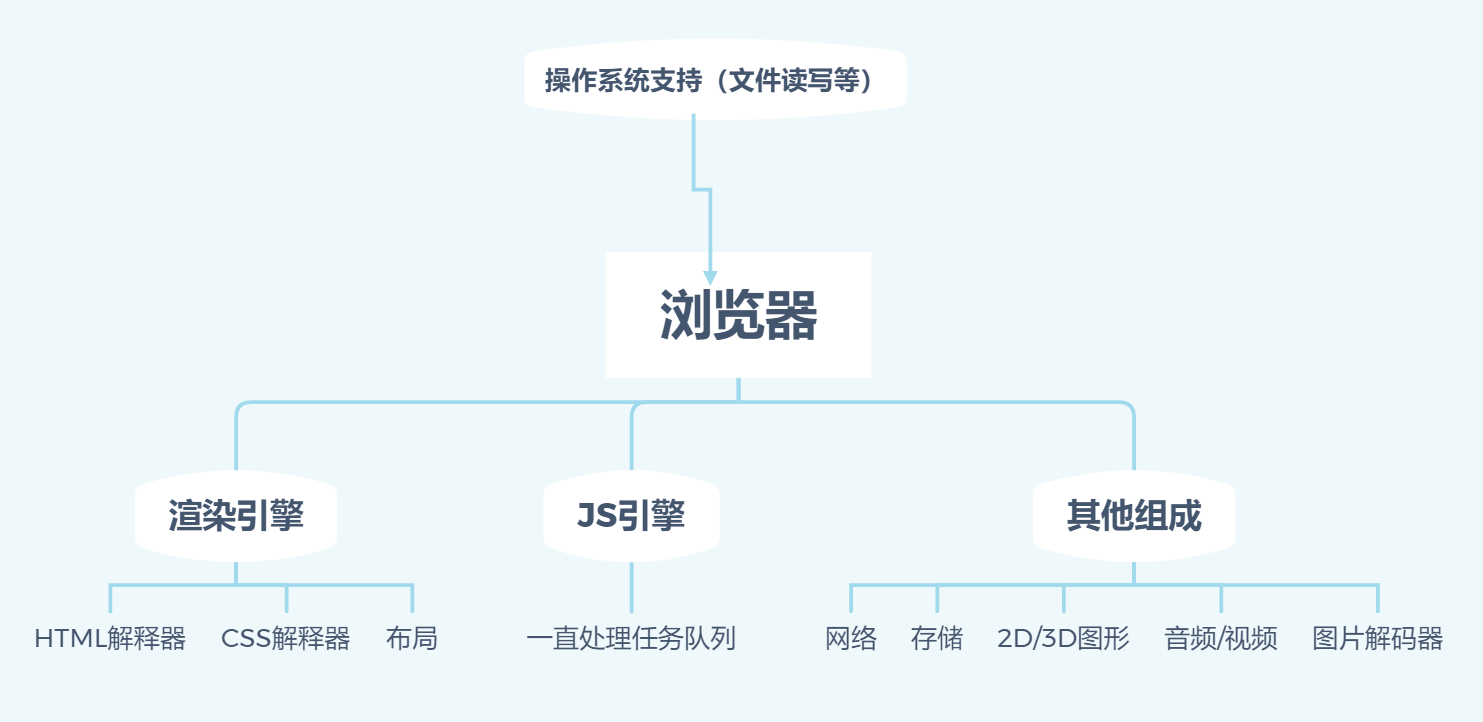 操作系统支持（文件读写等）
浏览器
渲染引擎
JS引擎
其他组成
HTML解释器
CSS解释器
布局
一直处理任务队列
网络
存储
2D/3D图形
音频/视频
图片解码器